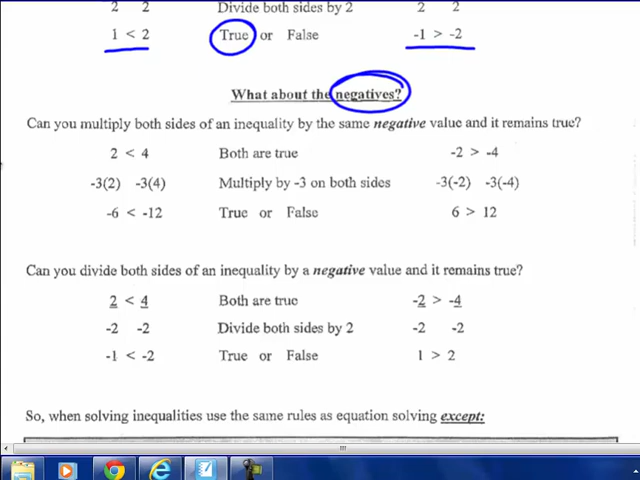 2 2 Divide both sides by 2 2 2
1 < 2 True or False -1 > -2
What about the negatives?
Can you multiply both sides of an inequality by the same negative value and it remains true?
2 < 4 Both are true -2 > -4
-3(2) -3(4) Multiply by -3 on both sides -3(-2) -3(-4)
-6 < -12 True or False 6 > 12
Can you divide both sides of an inequality by a negative value and it remains true?
2 < 4 Both are true -2 > -4
-2 -2 Divide both sides by 2 -2 -2
-1 < -2 True or False 1 > 2
So, when solving inequalities use the same rules as equation solving except: